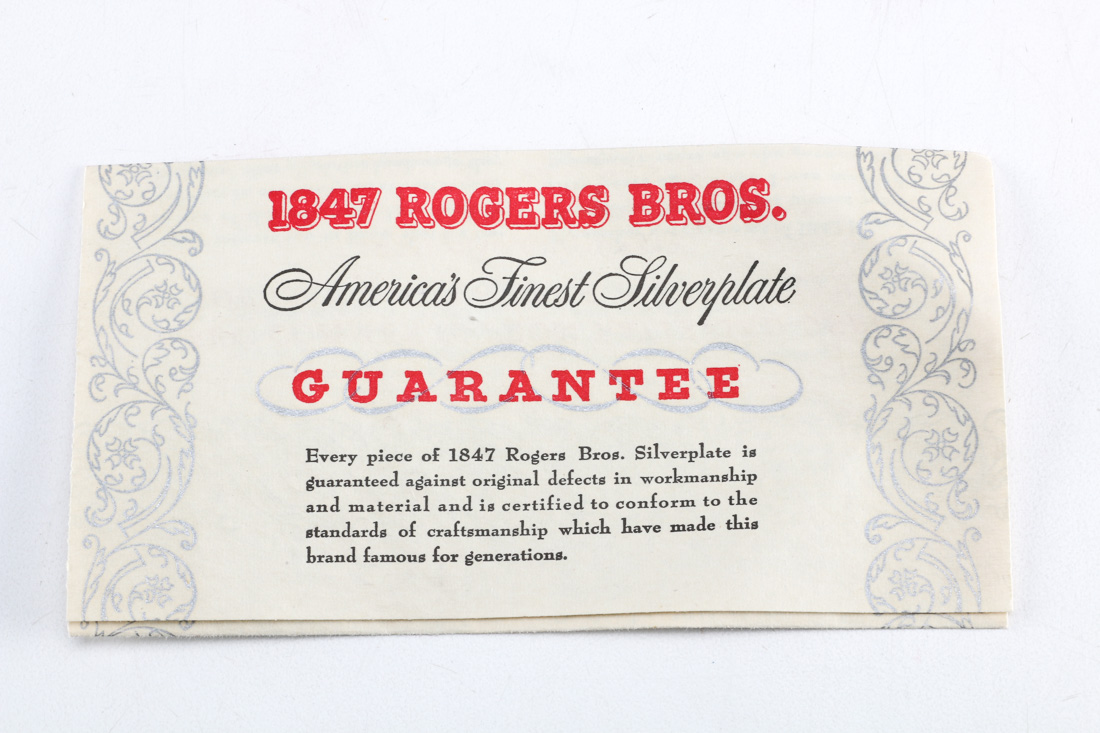 1847 ROGERS BROS.
America's Finest Silverplate
GUARANTEE
Every piece of 1847 Rogers Bros. Silverplate is
guaranteed against original defects in workmanship
and material and is certified to conform to the
standards of craftsmanship which have made this
brand famous for generations.